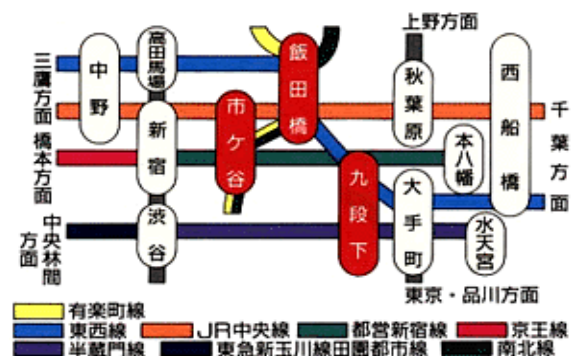 上野方面
三鷹方面
中野
高田馬場
飯田橋
秋葉原
西船橋
千葉方面
橋本方面
新宿
市ケ谷
本八幡
九段下
大手町
中央林間方面
渋谷
水天宮
東京・品川方面
有楽町線
東西線 JR中央線 都営新宿線 京王線
半蔵門線 東急新玉川線田園都市線 南北線